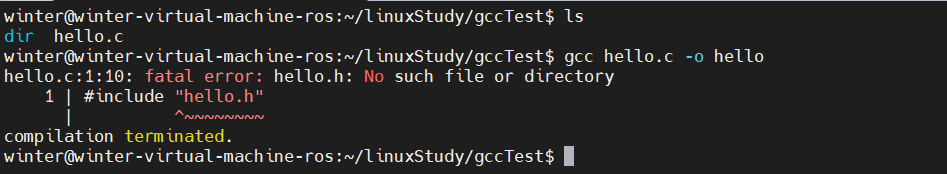 winter@winter-virtual-machine-ros:~/linuxStudy/gccTest$ ls
dir  hello.c
winter@winter-virtual-machine-ros:~/linuxStudy/gccTest$ gcc hello.c -o hello
hello.c:1:10: fatal error: hello.h: No such file or directory
    1 | #include "hello.h"
      |          ^~~~~~~~~
compilation terminated.
winter@winter-virtual-machine-ros:~/linuxStudy/gccTest$